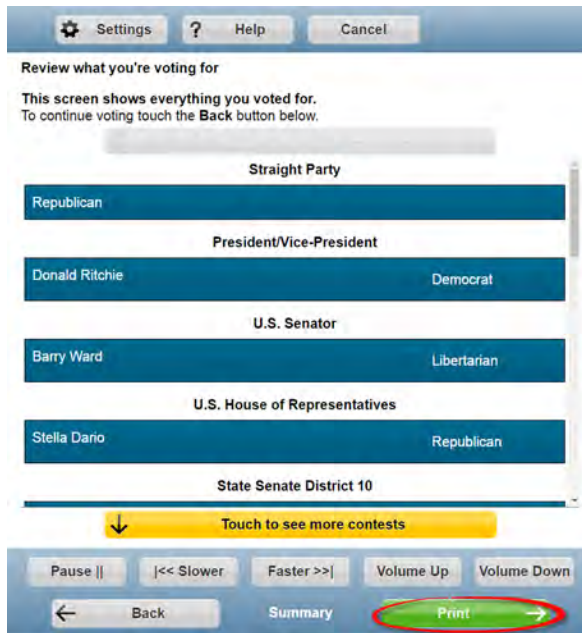 Settings ? Help Cancel
Review what you're voting for
This screen shows everything you voted for.
To continue voting touch the Back button below.
Straight Party
Republican
President/Vice-President
Donald Ritchie Democrat
U.S. Senator
Barry Ward Libertarian
U.S. House of Representatives
Stella Dario Republican
State Senate District 10
Touch to see more contests
Pause || |<< Slower Faster >>| Volume Up Volume Down
Back Summary Print